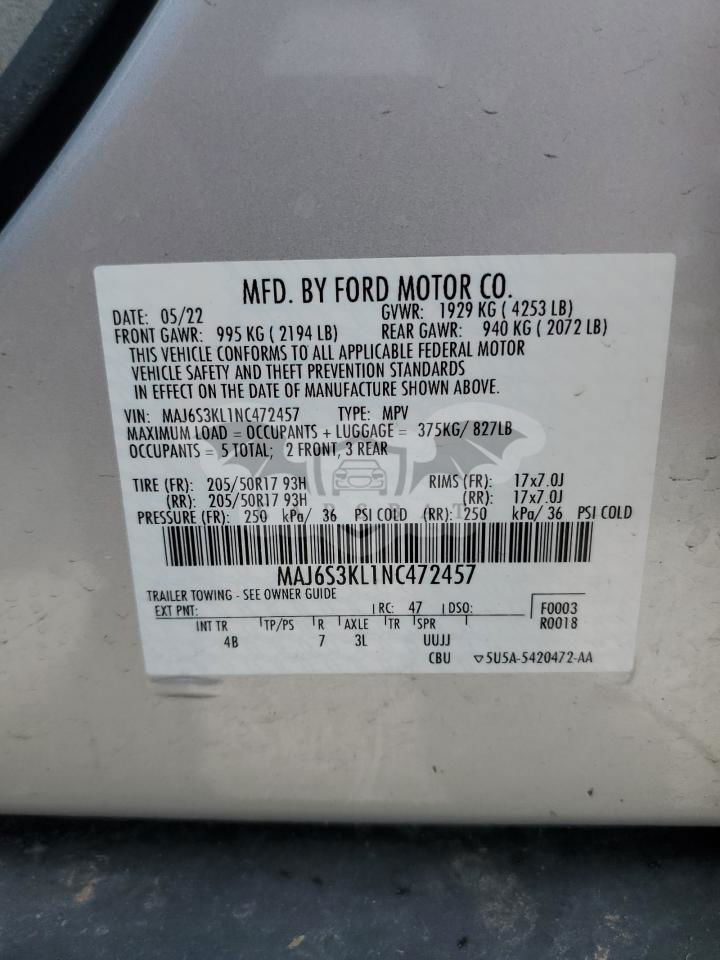 MFD. BY FORD MOTOR CO.
DATE: 05/22 GVWR: 1929 KG ( 4253 LB)
FRONT GAWR: 995 KG ( 2194 LB) REAR GAWR: 940 KG ( 2072 LB)
THIS VEHICLE CONFORMS TO ALL APPLICABLE FEDERAL MOTOR
VEHICLE SAFETY AND THEFT PREVENTION STANDARDS
IN EFFECT ON THE DATE OF MANUFACTURE SHOWN ABOVE.
VIN: MAJ6S3KL1NC472457 TYPE: MPV
MAXIMUM LOAD = OCCUPANTS + LUGGAGE = 375KG/ 827LB
OCCUPANTS = 5 TOTAL; 2 FRONT, 3 REAR
TIRE (FR): 205/50R17 93H RIMS (FR): 17x7.0J
(RR): 205/50R17 93H (RR): 17x7.0J
PRESSURE (FR): 250 kPa/ 36 PSI COLD (RR): 250 kPa/ 36 PSI COLD
MAJ6S3KL1NC472457
TRAILER TOWING - SEE OWNER GUIDE
EXT PNT: RC: 47 DSO: F0003
R0018
INT TR TP/PS R AXLE TR SPR
4B 7 3L UUJJ
CBU ▽5U5A-5420472-AA